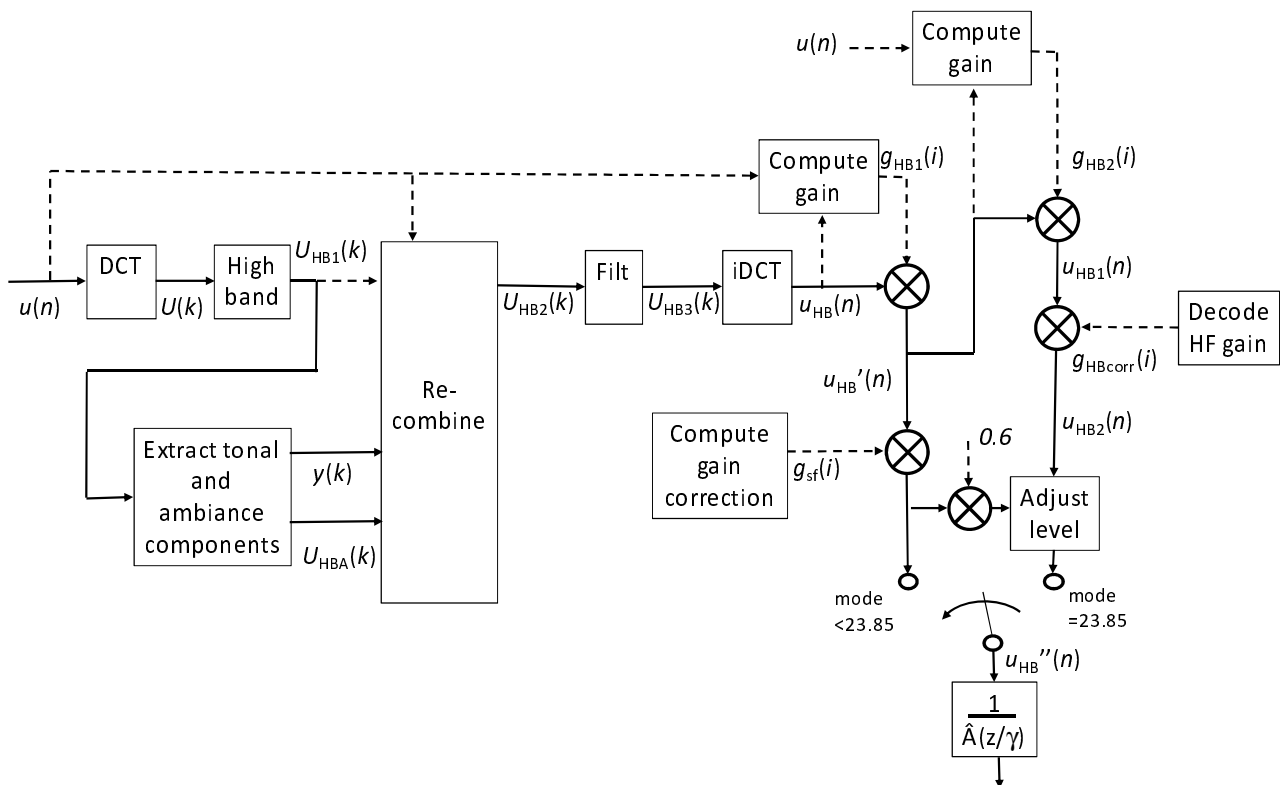 u(n)
Compute
gain
g_HB2(i)
Compute
gain
g_HB1(i)
u(n)
DCT
U(k)
High
band
U_HB1(k)
Re-
combine
U_HB2(k)
Filt
U_HB3(k)
iDCT
u_HB(n)
u_HB1(n)
Decode
HF gain
g_HBcorr(i)
u_HB'(n)
u_HB2(n)
Extract tonal
and
ambiance
components
y(k)
U_HBA(k)
Compute
gain
correction
g_sf(i)
0.6
Adjust
level
mode
<23.85
mode
=23.85
u_HB''(n)
1
Â(z/γ)